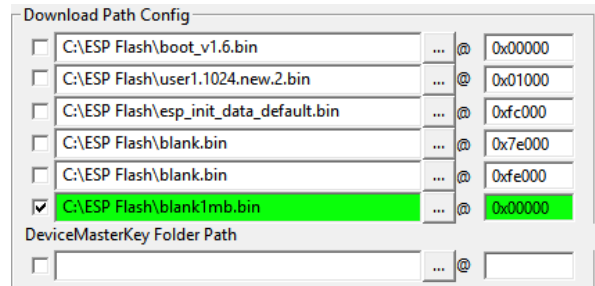 Download Path Config
C:\ESP Flash\boot_v1.6.bin ... @ 0x00000
C:\ESP Flash\user1.1024.new.2.bin ... @ 0x01000
C:\ESP Flash\esp_init_data_default.bin ... @ 0xfc000
C:\ESP Flash\blank.bin ... @ 0x7e000
C:\ESP Flash\blank.bin ... @ 0xfe000
C:\ESP Flash\blank1mb.bin ... @ 0x00000
DeviceMasterKey Folder Path
... @